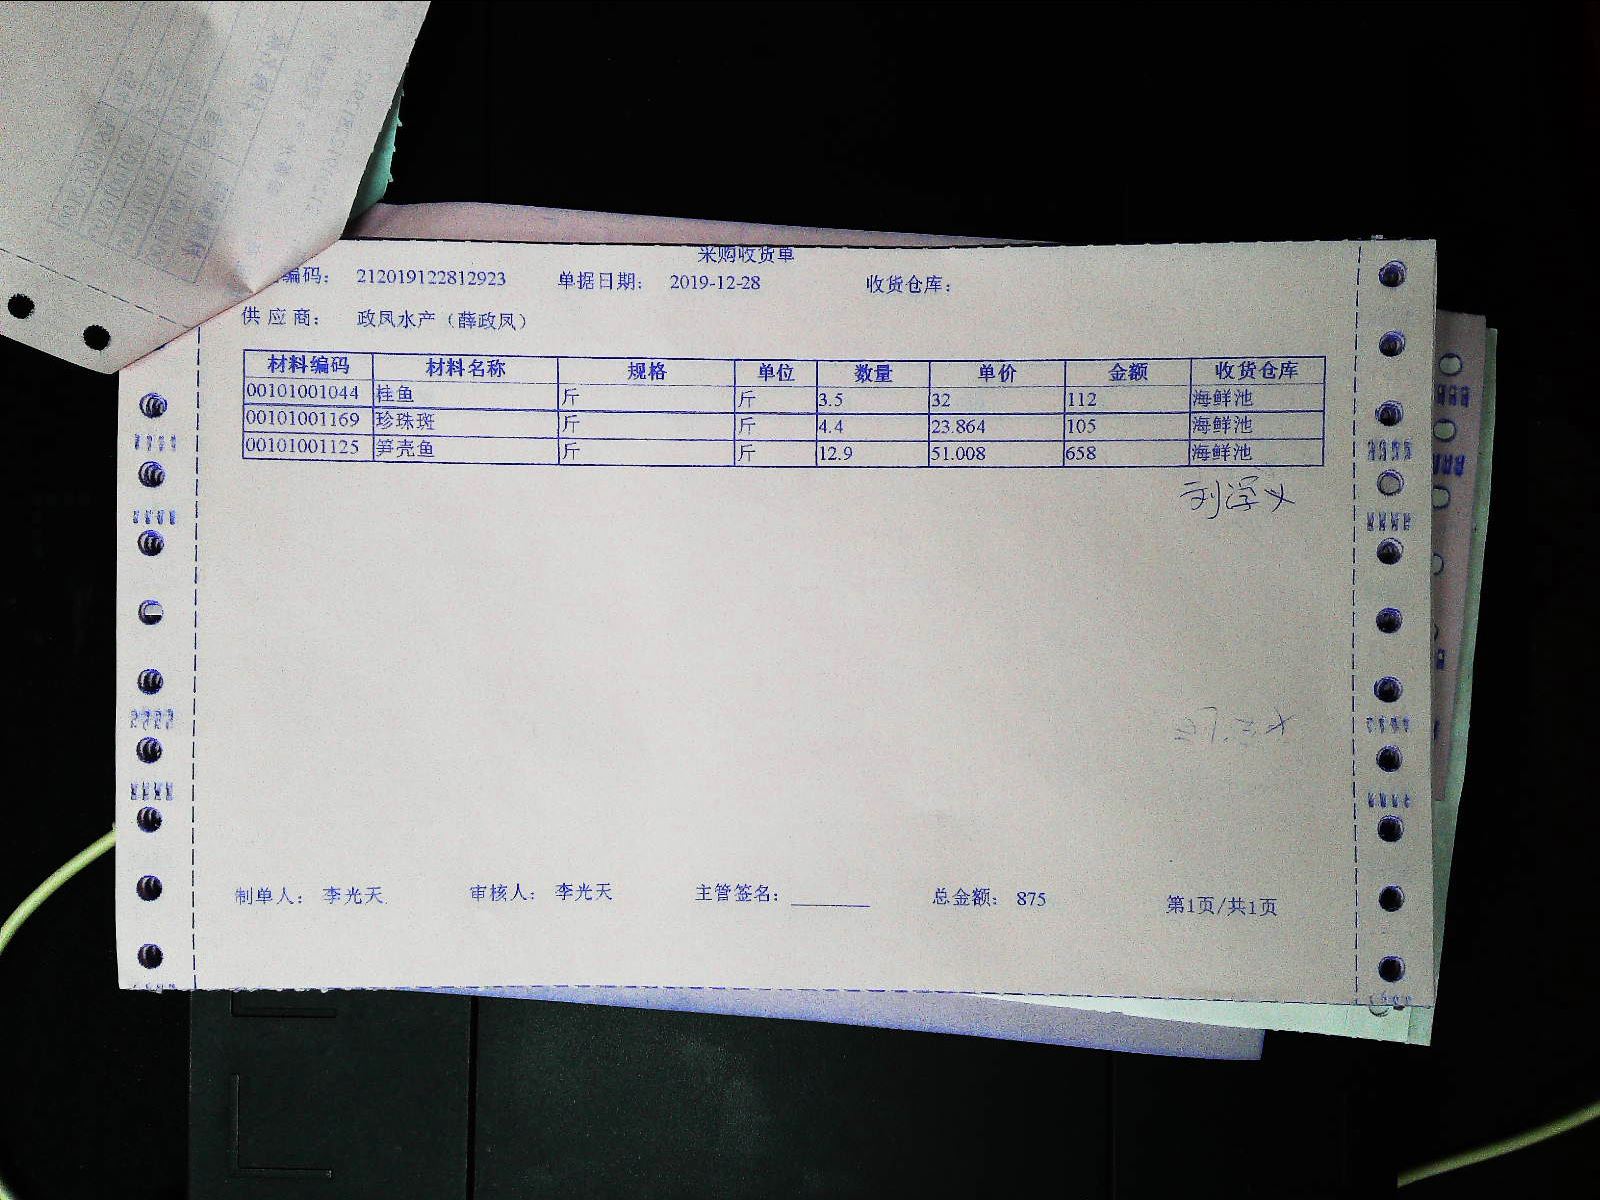 采购收货单
编码： 212019122812923 单据日期： 2019-12-28 收货仓库：
供应商： 政凤水产（薛政凤）
材料编码 材料名称 规格 单位 数量 单价 金额 收货仓库
00101001044 桂鱼 斤 斤 3.5 32 112 海鲜池
00101001169 珍珠斑 斤 斤 4.4 23.864 105 海鲜池
00101001125 笋壳鱼 斤 斤 12.9 51.008 658 海鲜池
制单人： 李光天 审核人： 李光天 主管签名： 总金额： 875 第1页/共1页